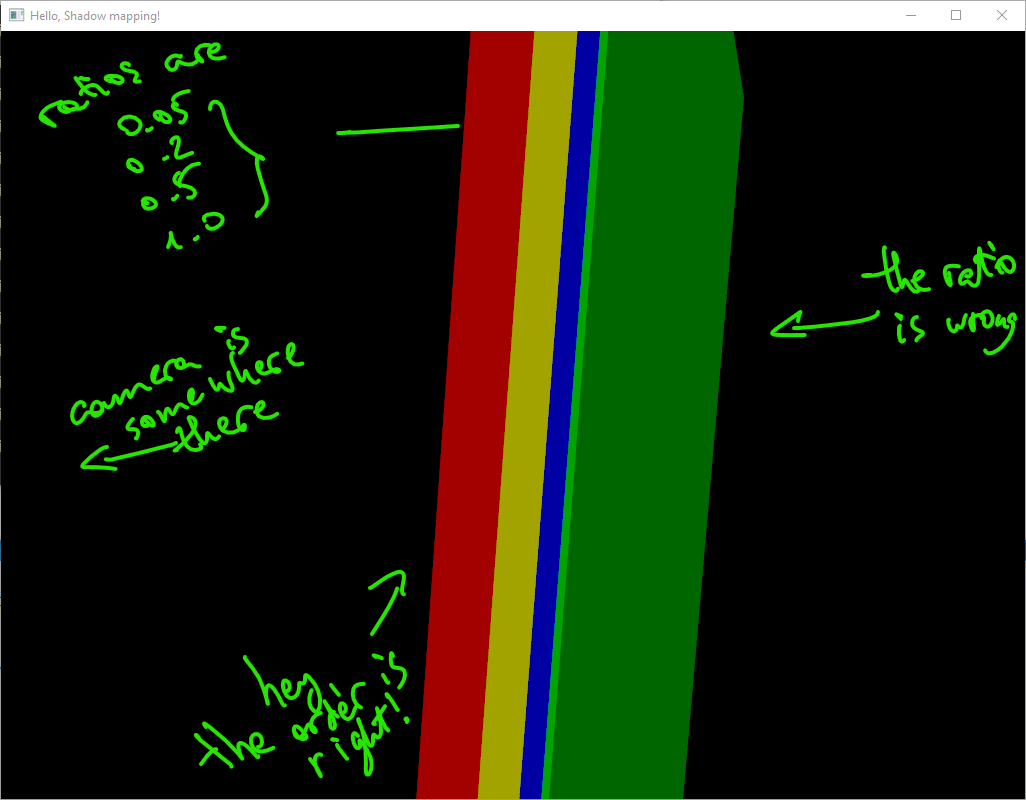 Hello, Shadow mapping!
ratios are
0.05
0.2
0.5
1.0
the ratio
is wrong
camera is
somewhere
there
hey
the order is
right!